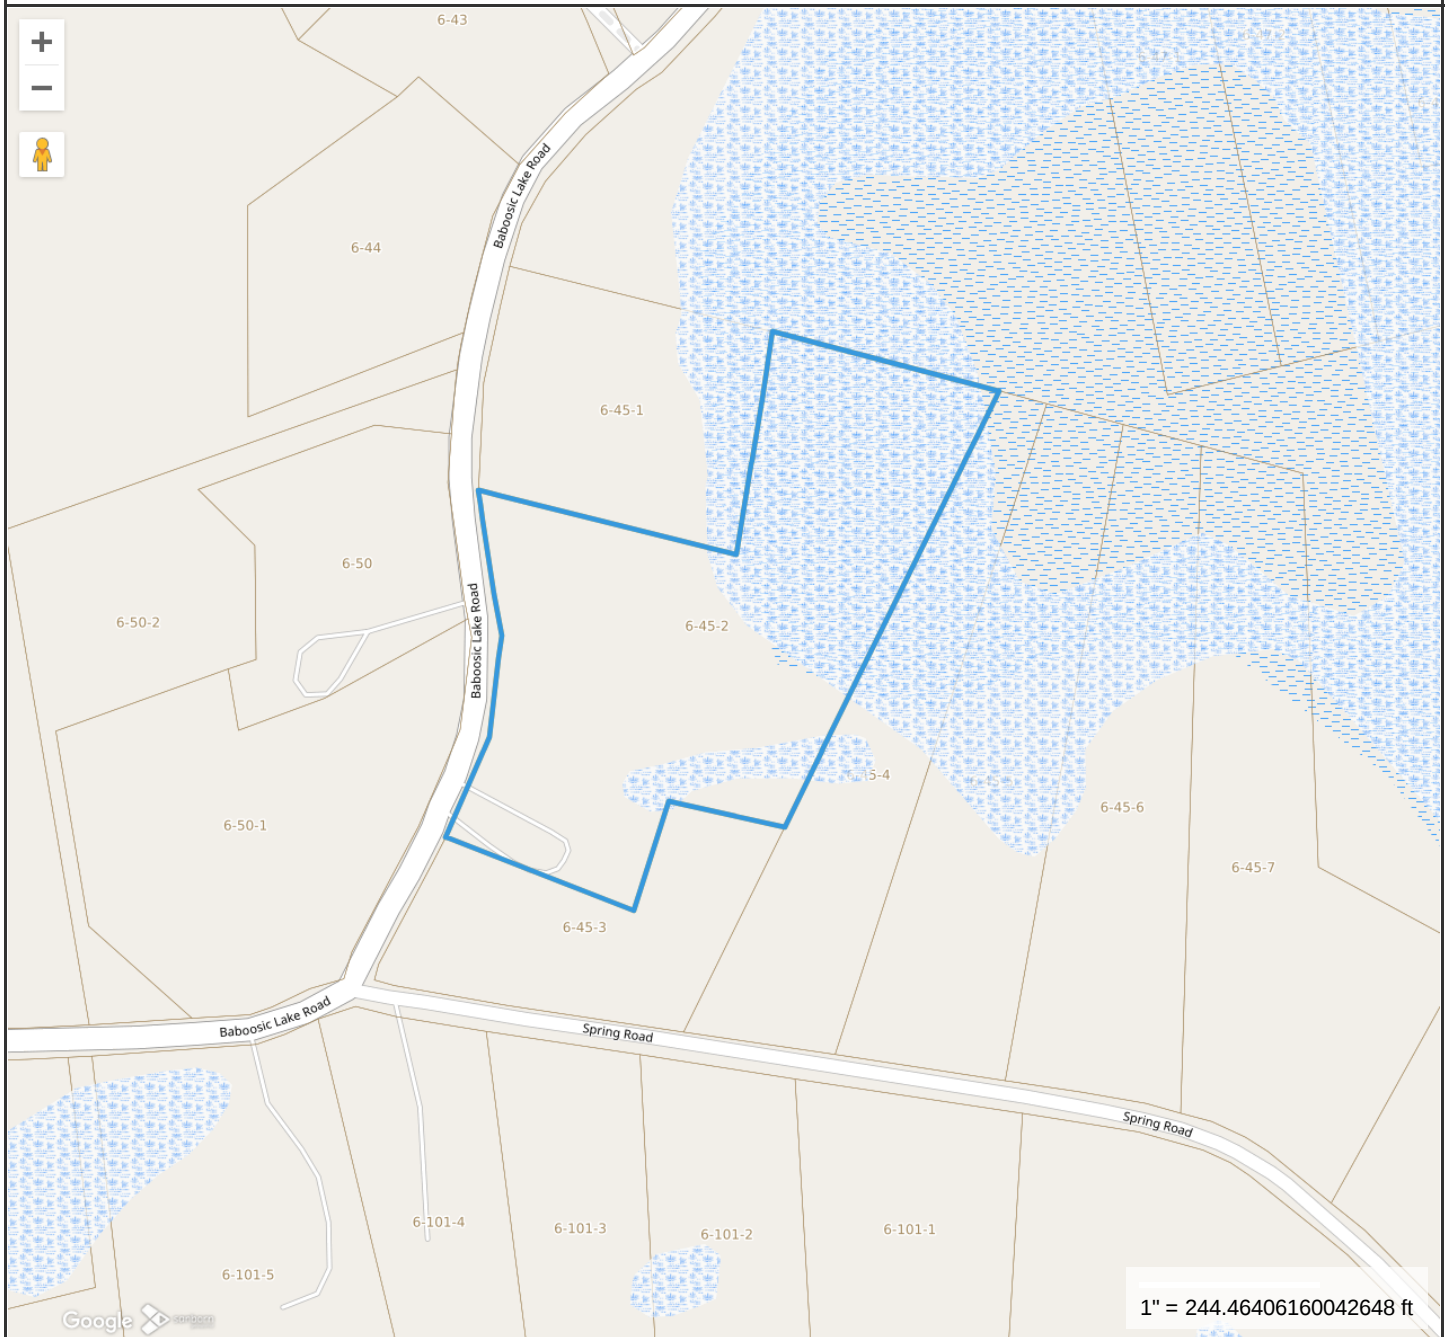 6-43
+
−
Baboosic Lake Road
6-44
6-45-1
6-50
6-50-2
Baboosic Lake Road
6-45-2
5-4
6-45-6
6-50-1
6-45-7
6-45-3
Baboosic Lake Road
Spring Road
Spring Road
6-101-4
6-101-3
6-101-2
6-101-1
6-101-5
Google
sanborn
1" = 244.46406160042648 ft